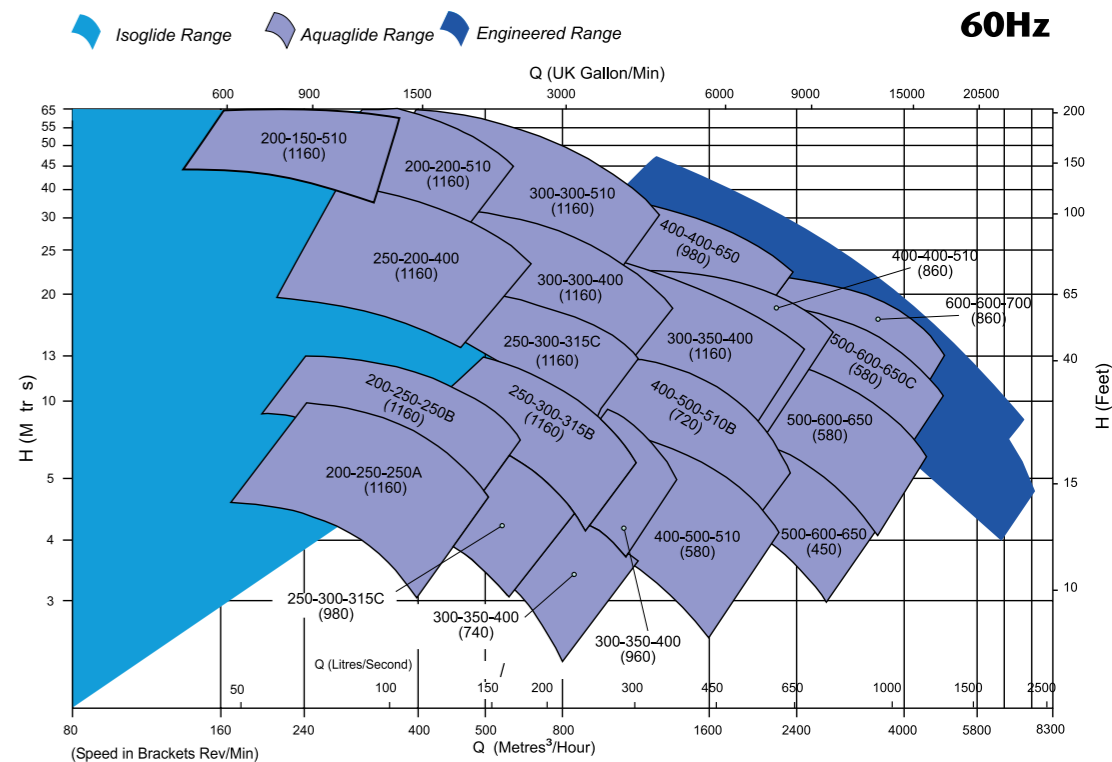 Isoglide Range
Aquaglide Range
Engineered Range
60Hz
Q (UK Gallon/Min)
600 900 1500 3000 6000 9000 15000 20500
65
55
50
45
40
30
25
20
13
10
5
4
3
H (M tr s)
200
150
100
65
40
15
10
H (Feet)
200-150-510
(1160)
200-200-510
(1160)
300-300-510
(1160)
400-400-650
(980)
400-400-510
(860)
250-200-400
(1160)
300-300-400
(1160)
600-600-700
(860)
250-300-315C
(1160)
300-350-400
(1160)
500-600-650C
(580)
200-250-250B
(1160)
250-300-315B
(1160)
400-500-510B
(720)
500-600-650
(580)
200-250-250A
(1160)
400-500-510
(580)
500-600-650
(450)
250-300-315C
(980)
300-350-400
(740)
300-350-400
(960)
Q (Litres/Second)
50 100 150 200 300 450 650 1000 1500 2500
80 160 240 400 500 800 1600 2400 4000 5800 8300
Q (Metres³/Hour)
(Speed in Brackets Rev/Min)